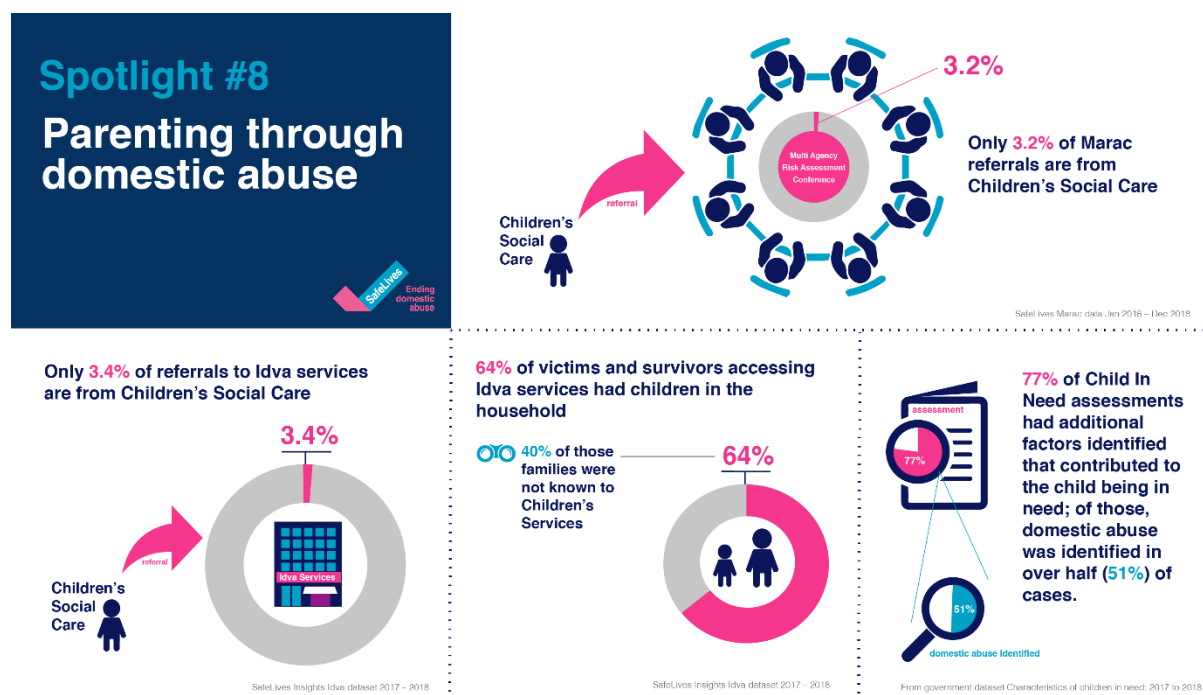 Spotlight #8
Parenting through
domestic abuse
SafeLives
Ending
domestic
abuse
3.2%
Multi Agency
Risk Assessment
Conference
referral
Children's
Social
Care
Only 3.2% of Marac
referrals are from
Children's Social Care
SafeLives Marac data Jan 2018 – Dec 2018
Only 3.4% of referrals to Idva services
are from Children's Social Care
3.4%
Idva Services
referral
Children's
Social
Care
SafeLives Insights Idva dataset 2017 – 2018
64% of victims and survivors accessing
Idva services had children in the
household
40% of those
families were
not known to
Children's
Services
64%
SafeLives Insights Idva dataset 2017 – 2018
assessment
77%
51%
domestic abuse identified
77% of Child In
Need assessments
had additional
factors identified
that contributed to
the child being in
need; of those,
domestic abuse
was identified in
over half (51%) of
cases.
From government dataset Characteristics of children in need: 2017 to 2018